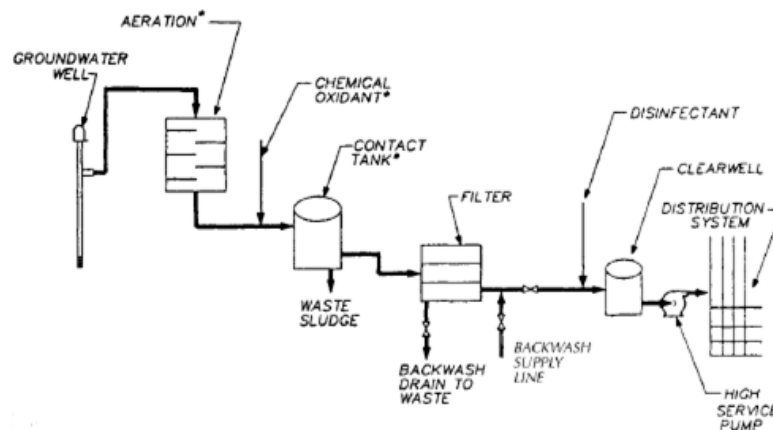 AERATION*
GROUNDWATER
WELL
CHEMICAL
OXIDANT*
CONTACT
TANK*
FILTER
DISINFECTANT
CLEARWELL
DISTRIBUTION
SYSTEM
WASTE
SLUDGE
BACKWASH
DRAIN TO
WASTE
BACKWASH
SUPPLY
LINE
HIGH
SERVICE
PUMP